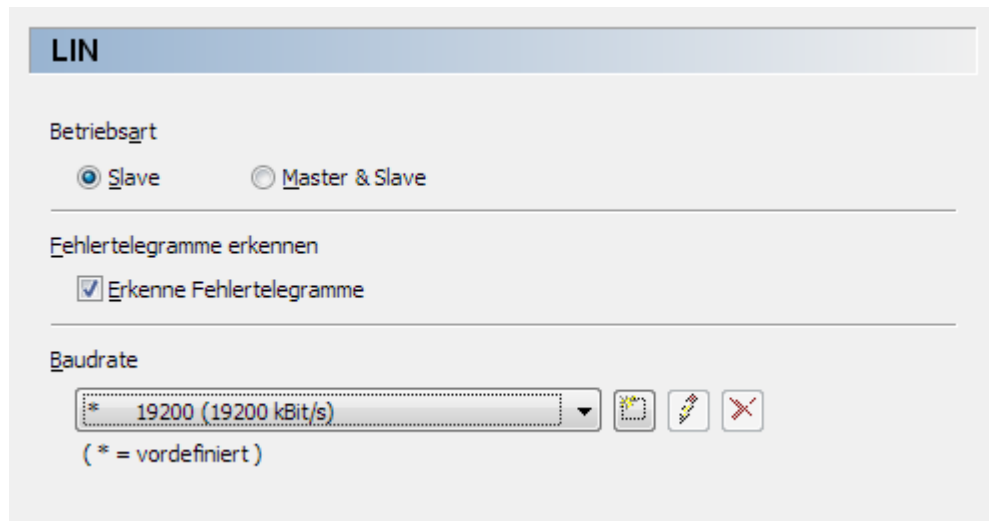 LIN
Betriebsart
Slave Master & Slave
Fehlertelegramme erkennen
Erkenne Fehlertelegramme
Baudrate
* 19200 (19200 kBit/s)
( * = vordefiniert )